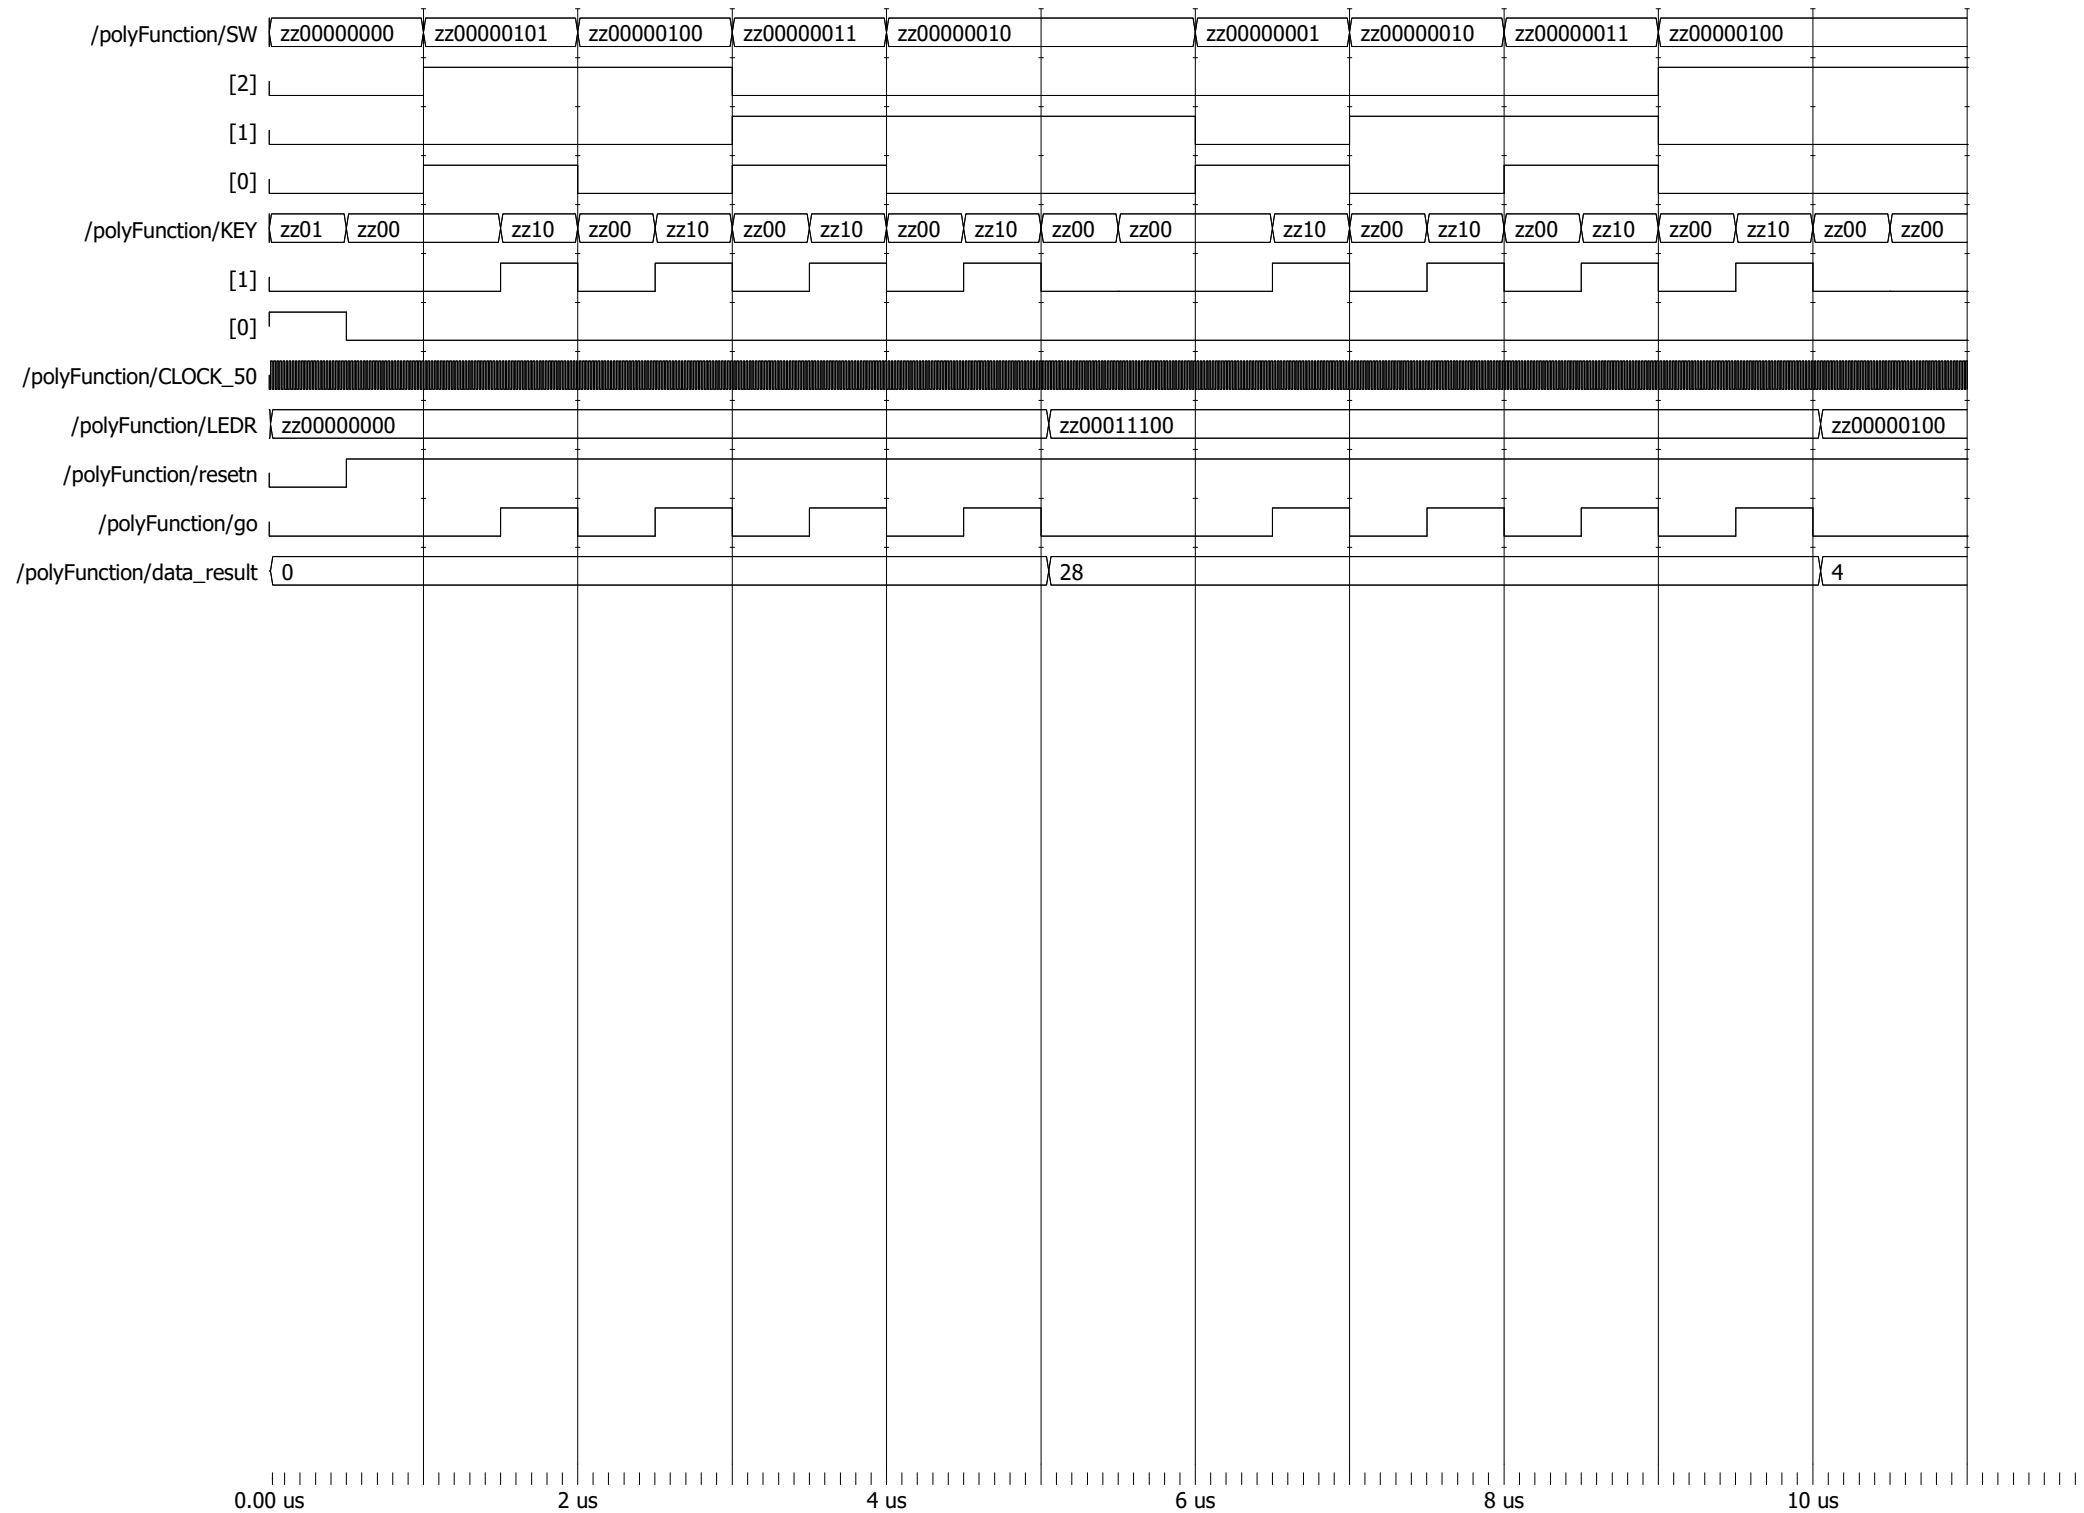 /polyFunction/SW zz00000000 zz00000101 zz00000100 zz00000011 zz00000010 zz00000001 zz00000010 zz00000011 zz00000100
[2]
[1]
[0]
/polyFunction/KEY zz01 zz00 zz10 zz00 zz10 zz00 zz10 zz00 zz10 zz00 zz00 zz10 zz00 zz10 zz00 zz10 zz00 zz10 zz00 zz00
[1]
[0]
/polyFunction/CLOCK_50
/polyFunction/LEDR zz00000000 zz00011100 zz00000100
/polyFunction/resetn
/polyFunction/go
/polyFunction/data_result 0 28 4
0.00 us 2 us 4 us 6 us 8 us 10 us